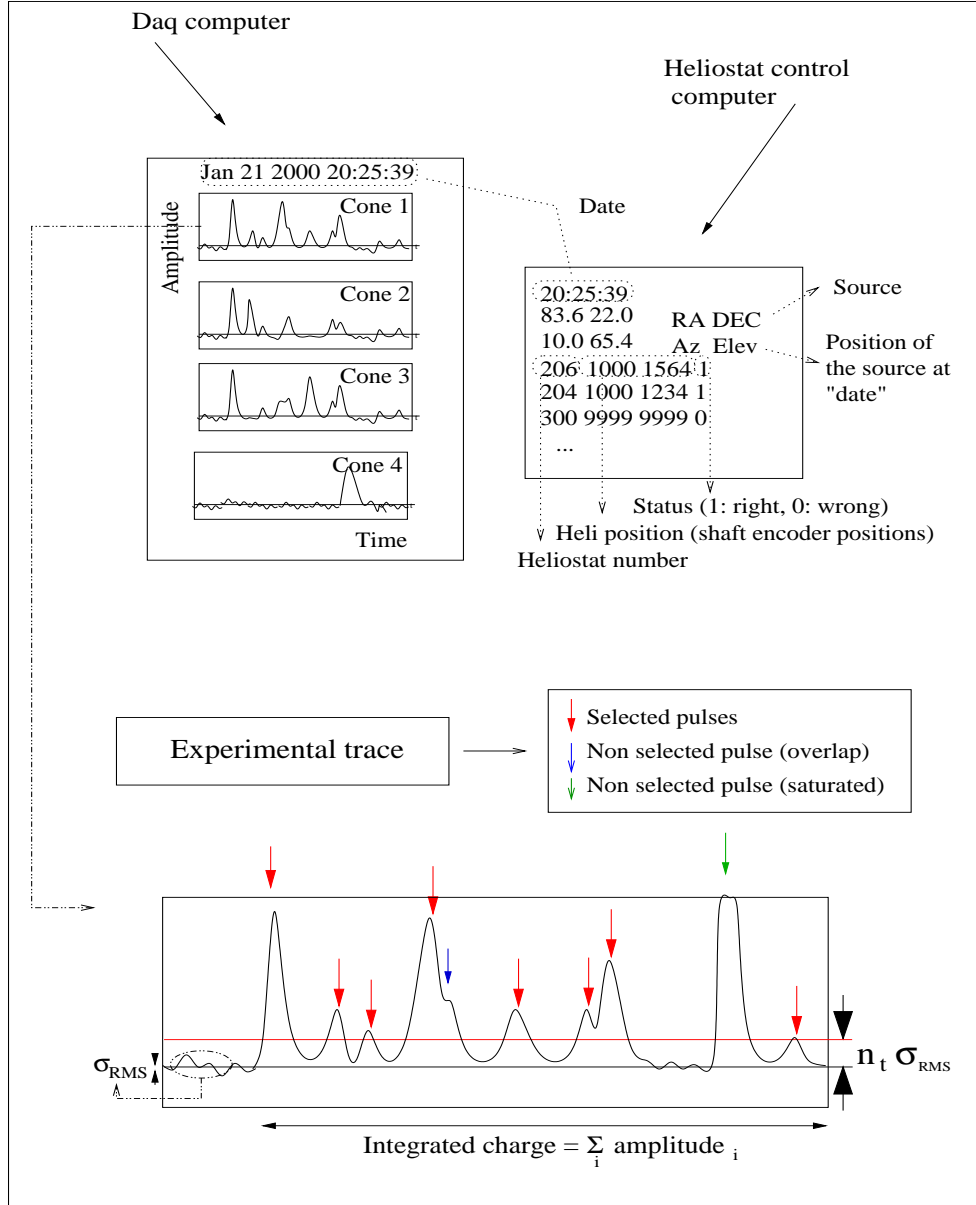 Daq computer
Heliostat control
computer
Jan 21 2000 20:25:39
Amplitude
Cone 1
Cone 2
Cone 3
Cone 4
Time
Date
20:25:39
83.6 22.0
RA DEC
10.0 65.4
Az Elev
206 1000 1564 1
204 1000 1234 1
300 9999 9999 0
...
Source
Position of
the source at
"date"
Status (1: right, 0: wrong)
Heli position (shaft encoder positions)
Heliostat number
Experimental trace
Selected pulses
Non selected pulse (overlap)
Non selected pulse (saturated)
σRMS
n t σRMS
Integrated charge = Σ i amplitude i